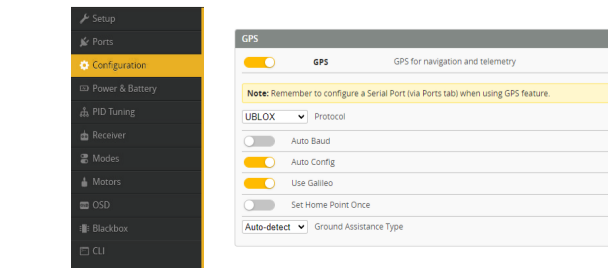 Setup
Ports
Configuration
Power & Battery
PID Tuning
Receiver
Modes
Motors
OSD
Blackbox
CLI
GPS
GPS GPS for navigation and telemetry
Note: Remember to configure a Serial Port (via Ports tab) when using GPS feature.
UBLOX Protocol
Auto Baud
Auto Config
Use Galileo
Set Home Point Once
Auto-detect Ground Assistance Type